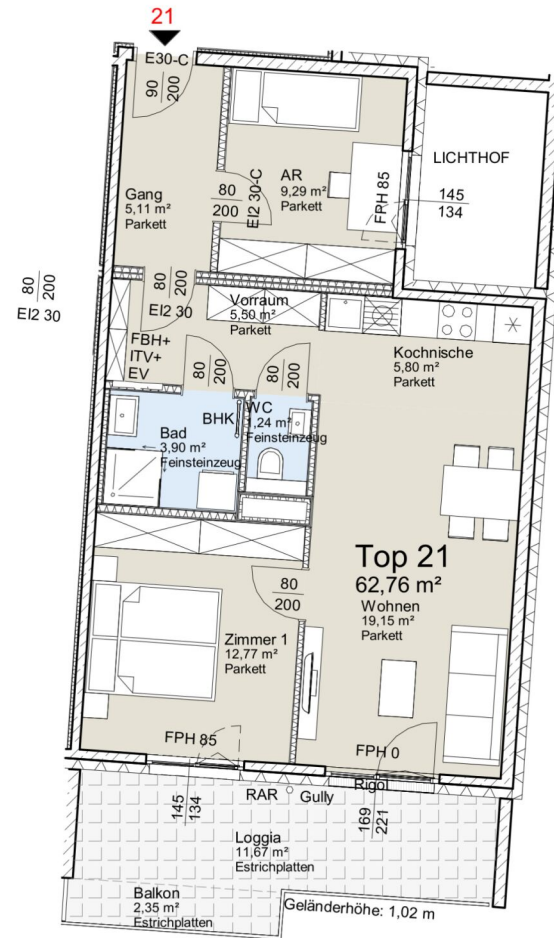 21
E30-C
90
200
LICHTHOF
AR
9,29 m²
Parkett
FPH 85
145
134
Gang
5,11 m²
Parkett
80
200
EI2 30-C
80
200
EI2 30
80
200
EI2 30
Vorraum
5,50 m²
Parkett
FBH+
ITV+
EV
Kochnische
5,80 m²
Parkett
80
200
80
200
BHK
WC
1,24 m²
Feinsteinzeug
Bad
3,90 m²
Feinsteinzeug
Top 21
62,76 m²
Wohnen
19,15 m²
Parkett
80
200
Zimmer 1
12,77 m²
Parkett
FPH 85
FPH 0
145
134
RAR
Gully
Rigol
169
221
Loggia
11,67 m²
Estrichplatten
Balkon
2,35 m²
Estrichplatten
Geländerhöhe: 1,02 m